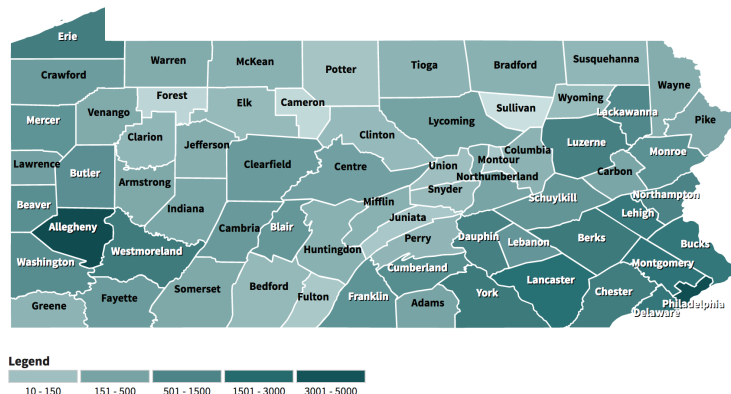 Erie
Warren
McKean
Potter
Tioga
Bradford
Susquehanna
Crawford
Forest
Elk
Cameron
Sullivan
Wyoming
Wayne
Mercer
Venango
Lycoming
Lackawanna
Pike
Clarion
Clinton
Jefferson
Luzerne
Columbia
Monroe
Lawrence
Butler
Clearfield
Centre
Union
Montour
Carbon
Armstrong
Northumberland
Snyder
Northampton
Beaver
Indiana
Mifflin
Schuylkill
Allegheny
Cambria
Blair
Juniata
Lehigh
Westmoreland
Huntingdon
Perry
Dauphin
Lebanon
Berks
Bucks
Washington
Cumberland
Montgomery
Somerset
Bedford
Fulton
Franklin
Adams
York
Lancaster
Chester
Philadelphia
Delaware
Greene
Fayette
Legend
10 - 150 151 - 500 501 - 1500 1501 - 3000 3001 - 5000